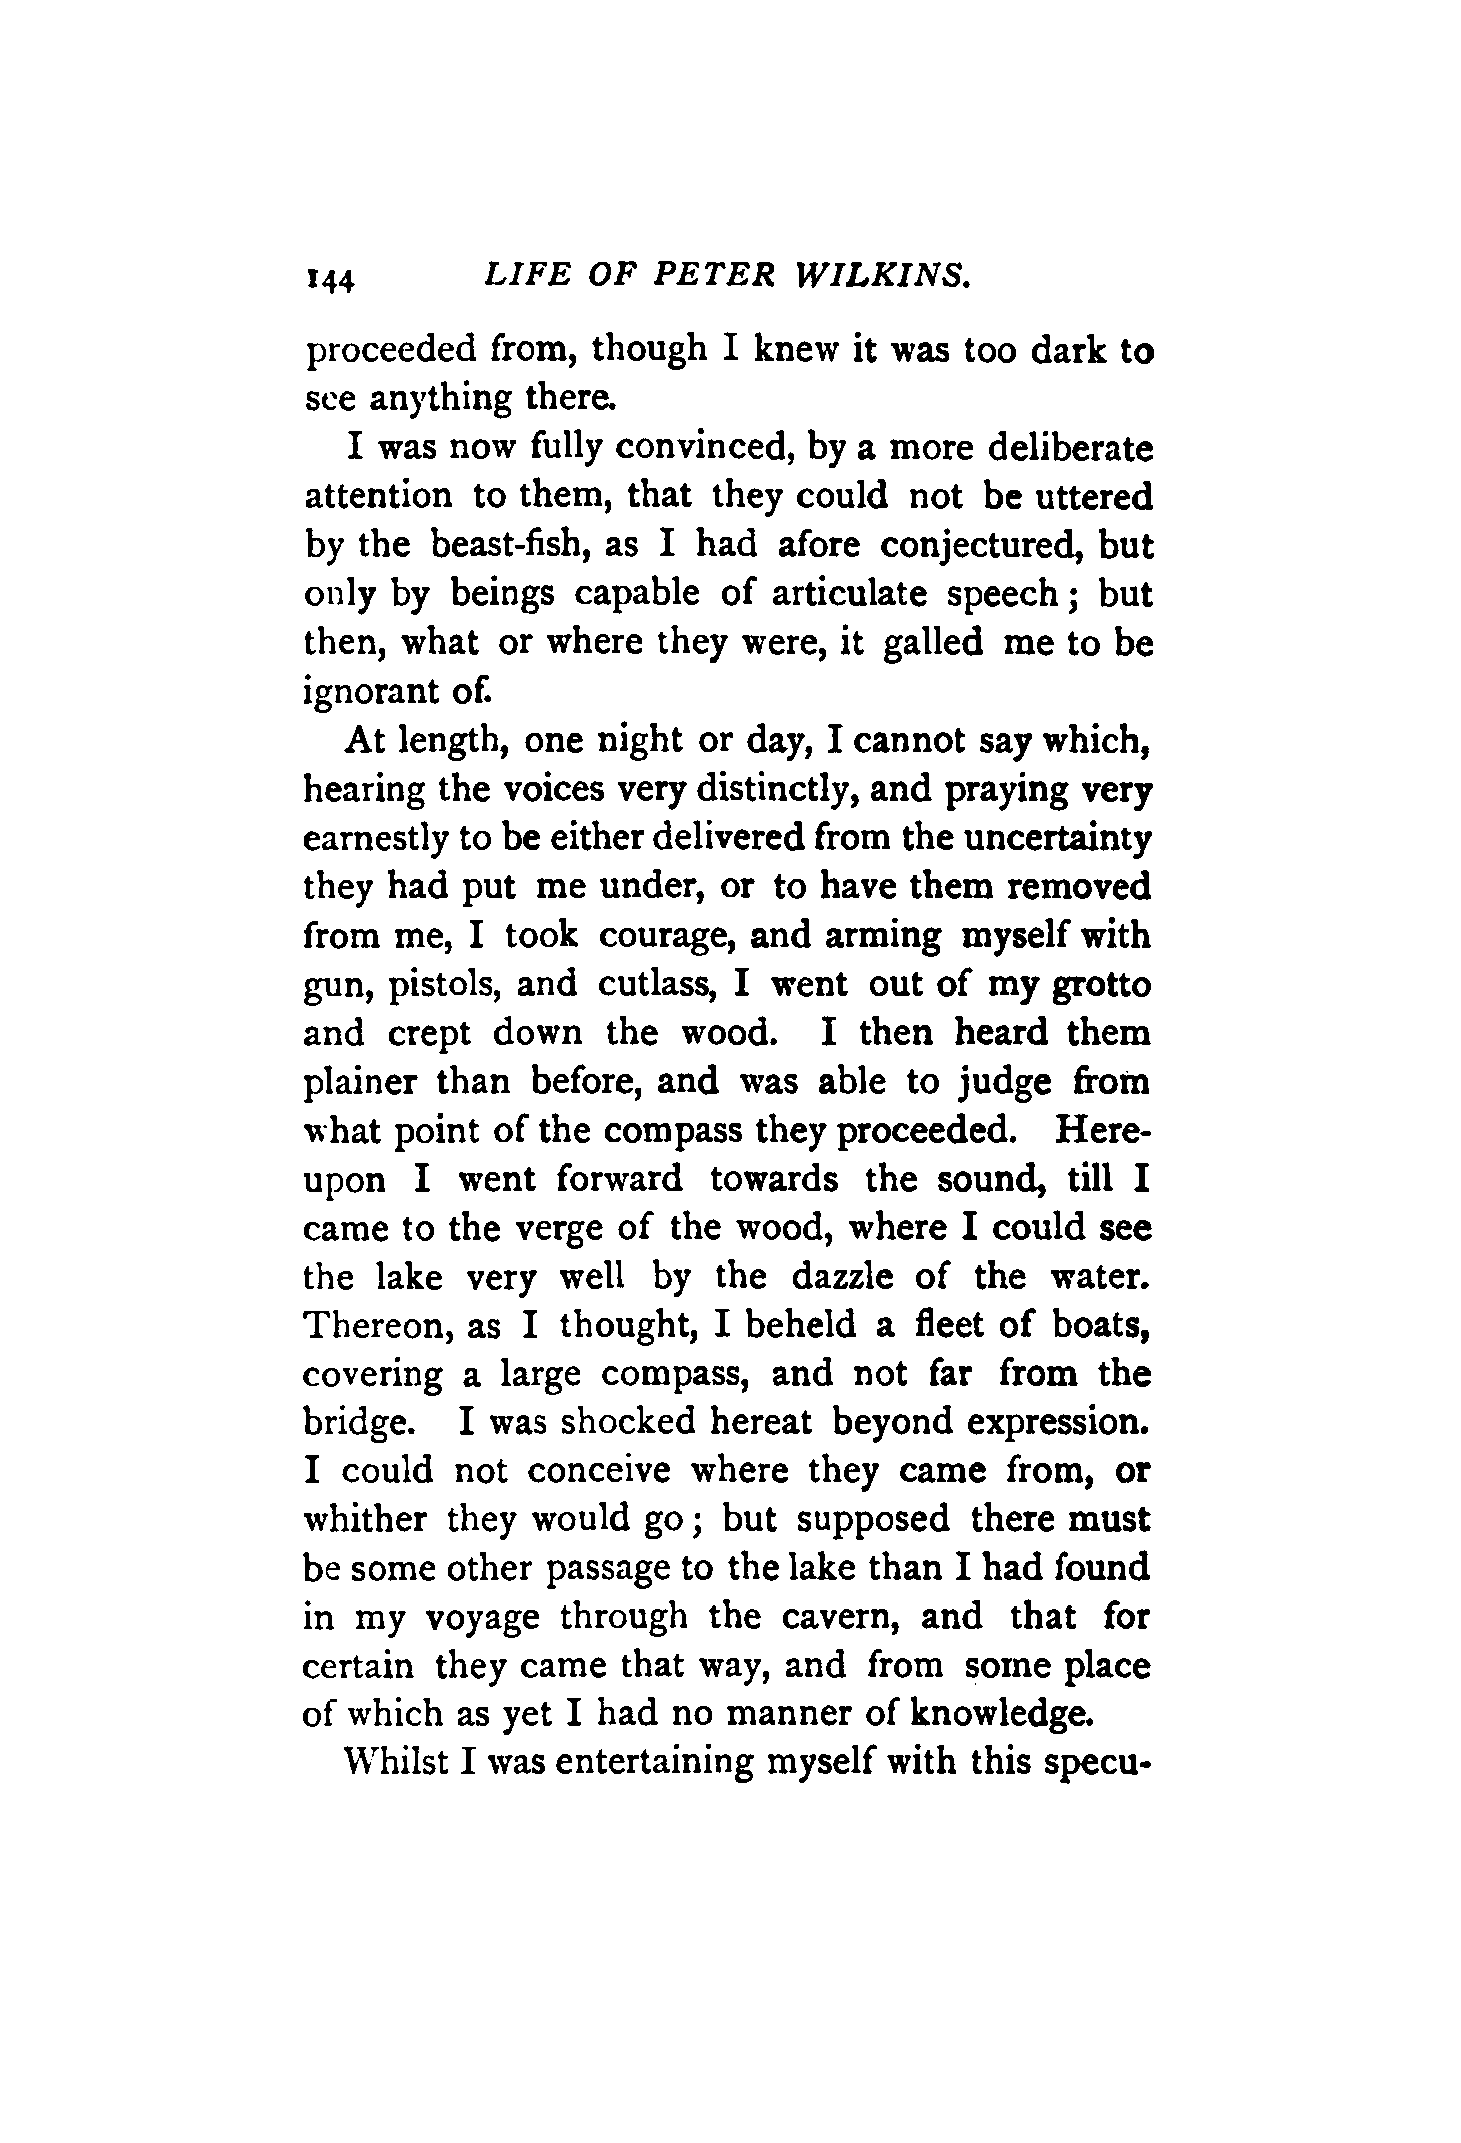 144 LIFE OF PETER WILKINS.
proceeded from, though I knew it was too dark to
see anything there.
I was now fully convinced, by a more deliberate
attention to them, that they could not be uttered
by the beast-fish, as I had afore conjectured, but
only by beings capable of articulate speech; but
then, what or where they were, it galled me to be
ignorant of.
At length, one night or day, I cannot say which,
hearing the voices very distinctly, and praying very
earnestly to be either delivered from the uncertainty
they had put me under, or to have them removed
from me, I took courage, and arming myself with
gun, pistols, and cutlass, I went out of my grotto
and crept down the wood. I then heard them
plainer than before, and was able to judge from
what point of the compass they proceeded. Here-
upon I went forward towards the sound, till I
came to the verge of the wood, where I could see
the lake very well by the dazzle of the water.
Thereon, as I thought, I beheld a fleet of boats,
covering a large compass, and not far from the
bridge. I was shocked hereat beyond expression.
I could not conceive where they came from, or
whither they would go; but supposed there must
be some other passage to the lake than I had found
in my voyage through the cavern, and that for
certain they came that way, and from some place
of which as yet I had no manner of knowledge.
Whilst I was entertaining myself with this specu-